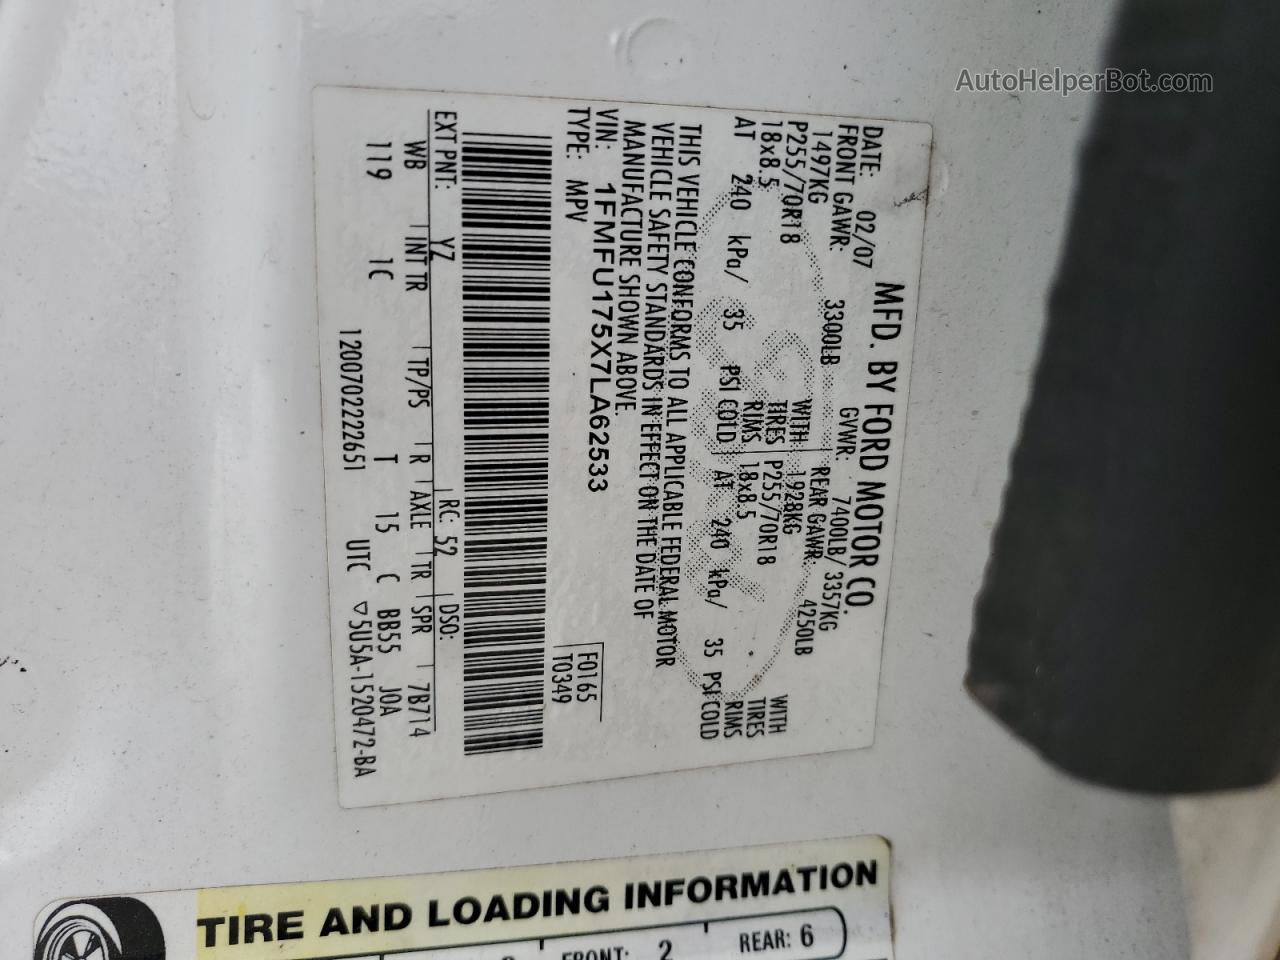 AutoHelperBot.com
MFD. BY FORD MOTOR CO.
DATE: 02/07 GVWR: 7400LB/ 3357KG
FRONT GAWR: 3300LB REAR GAWR: 4250LB
1497KG WITH 1928KG WITH
P255/70R18 TIRES P255/70R18 TIRES
18x8.5 RIMS 18x8.5 RIMS
AT 240 kPa/ 35 PSI COLD AT 240 kPa/ 35 PSI COLD
THIS VEHICLE CONFORMS TO ALL APPLICABLE FEDERAL MOTOR
VEHICLE SAFETY STANDARDS IN EFFECT ON THE DATE OF
MANUFACTURE SHOWN ABOVE.
VIN: 1FMFU175X7LA62533 F0165
TYPE: MPV T0349
EXT PNT: YZ RC: 52 DSO:
WB INT TR TP/PS R AXLE TR SPR 7B714
119 1C T 15 C BB55 J0A
12007022222651 UTC ▽5U5A-1520472-BA
TIRE AND LOADING INFORMATION
FRONT: 2 REAR: 6